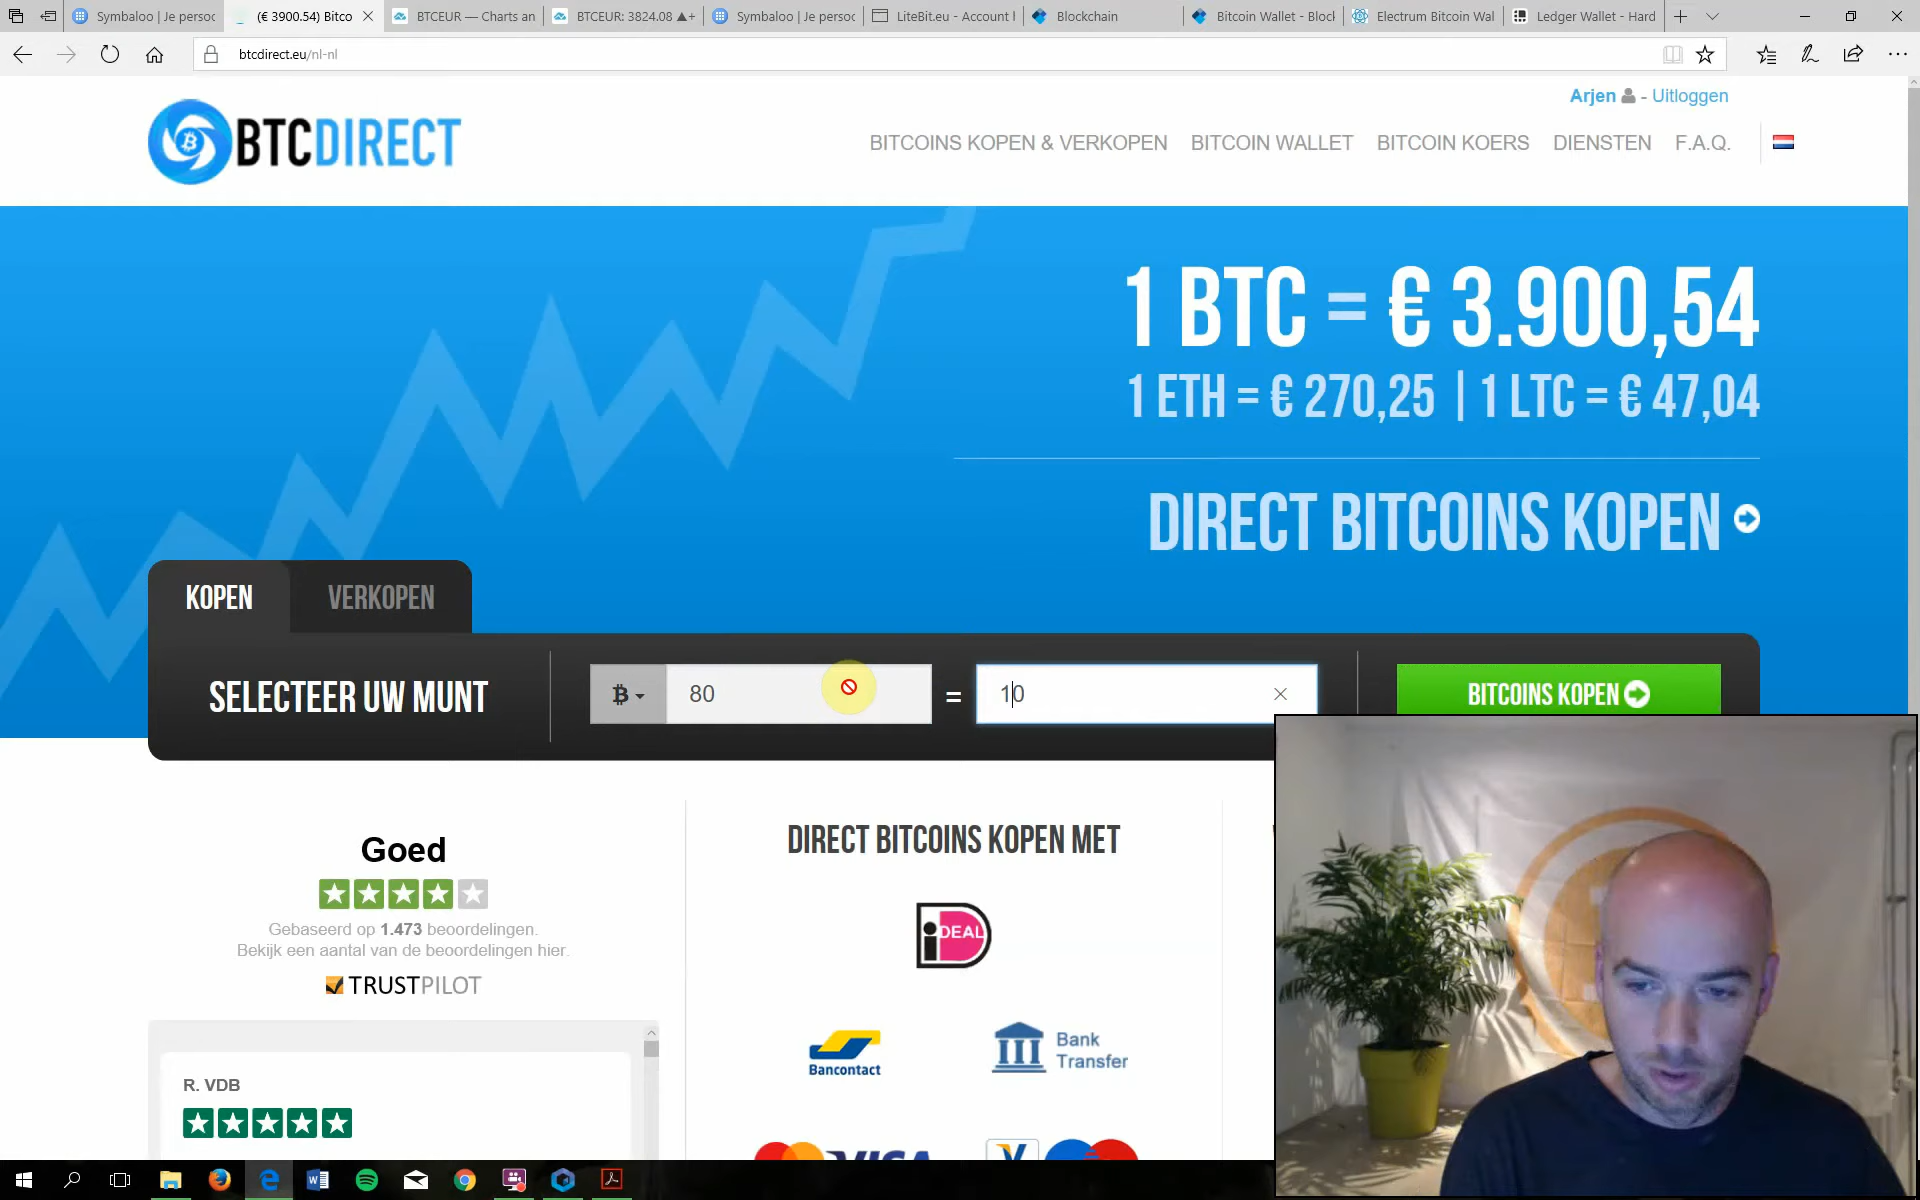 Symbaloo | Je persoc
(€ 3900.54) Bitco
BTCEUR — Charts an
BTCEUR: 3824.08 ▲+
Symbaloo | Je persoc
LiteBit.eu - Account
Blockchain
Bitcoin Wallet - Block
Electrum Bitcoin Wal
Ledger Wallet - Hard
btcdirect.eu/nl-nl
Arjen - Uitloggen
BTCDIRECT
BITCOINS KOPEN & VERKOPEN BITCOIN WALLET BITCOIN KOERS DIENSTEN F.A.Q.
1 BTC = € 3.900,54
1 ETH = € 270,25 | 1 LTC = € 47,04
DIRECT BITCOINS KOPEN
KOPEN VERKOPEN
SELECTEER UW MUNT
80 = 10
BITCOINS KOPEN
Goed
Gebaseerd op 1.473 beoordelingen.
Bekijk een aantal van de beoordelingen hier.
TRUSTPILOT
R. VDB
DIRECT BITCOINS KOPEN MET
iDEAL
Bancontact
Bank
Transfer
VISA
V